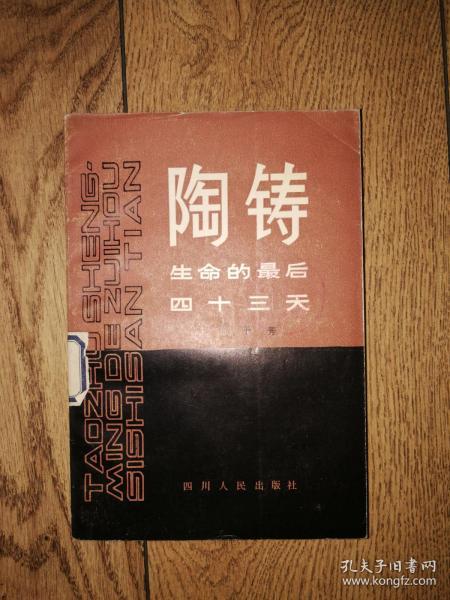 陶铸
生命的最后
四十三天
芳
四川人民出版社
TAOZHU SHENG-
MING DE ZUIHOU
SISHISAN TIAN
孔夫子旧书网
www.kongfz.com